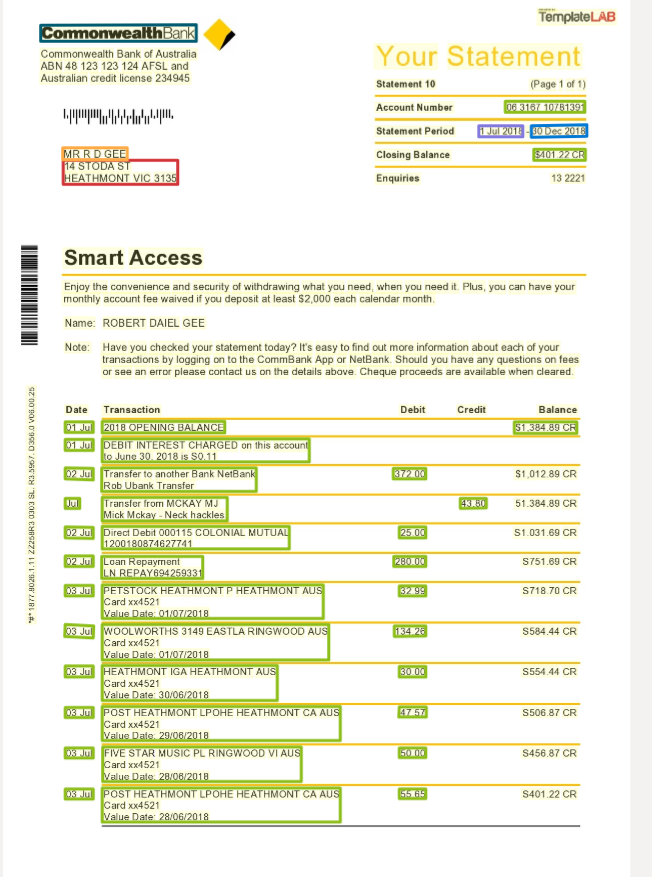 TemplateLAB
CommonwealthBank
Commonwealth Bank of Australia
ABN 48 123 123 124 AFSL and
Australian credit license 234945
Your Statement
Statement 10 (Page 1 of 1)
Account Number 06 3167 10781391
Statement Period 1 Jul 2018 - 30 Dec 2018
Closing Balance $401.22 CR
Enquiries 13 2221
MR R D GEE
14 STODA ST
HEATHMONT VIC 3135
Smart Access
Enjoy the convenience and security of withdrawing what you need, when you need it. Plus, you can have your
monthly account fee waived if you deposit at least $2,000 each calendar month.
Name: ROBERT DAIEL GEE
Note: Have you checked your statement today? It's easy to find out more information about each of your
transactions by logging on to the CommBank App or NetBank. Should you have any questions on fees
or see an error please contact us on the details above. Cheque proceeds are available when cleared.
Date Transaction Debit Credit Balance
01 Jul 2018 OPENING BALANCE $1,384.89 CR
01 Jul DEBIT INTEREST CHARGED on this account
to June 30. 2018 is S0.11
02 Jul Transfer to another Bank NetBank 372.00 $1,012.89 CR
Rob Ubank Transfer
Jul Transfer from MCKAY MJ 43.80 51.384.89 CR
Mick Mckay - Neck hackles
02 Jul Direct Debit 000115 COLONIAL MUTUAL 25.00 S1.031.69 CR
1200180874627741
02 Jul Loan Repayment 280.00 S751.69 CR
LN REPAY694259331
03 Jul PETSTOCK HEATHMONT P HEATHMONT AUS 32.99 S718.70 CR
Card xx4521
Value Date: 01/07/2018
03 Jul WOOLWORTHS 3149 EASTLA RINGWOOD AUS 134.26 S584.44 CR
Card xx4521
Value Date: 01/07/2018
03 Jul HEATHMONT IGA HEATHMONT AUS 30.00 S554.44 CR
Card xx4521
Value Date: 30/06/2018
03 Jul POST HEATHMONT LPOHE HEATHMONT CA AUS 47.57 S506.87 CR
Card xx4521
Value Date: 29/06/2018
03 Jul FIVE STAR MUSIC PL RINGWOOD VI AUS 50.00 S456.87 CR
Card xx4521
Value Date: 28/06/2018
03 Jul POST HEATHMONT LPOHE HEATHMONT CA AUS 55.65 S401.22 CR
Card xx4521
Value Date: 28/06/2018